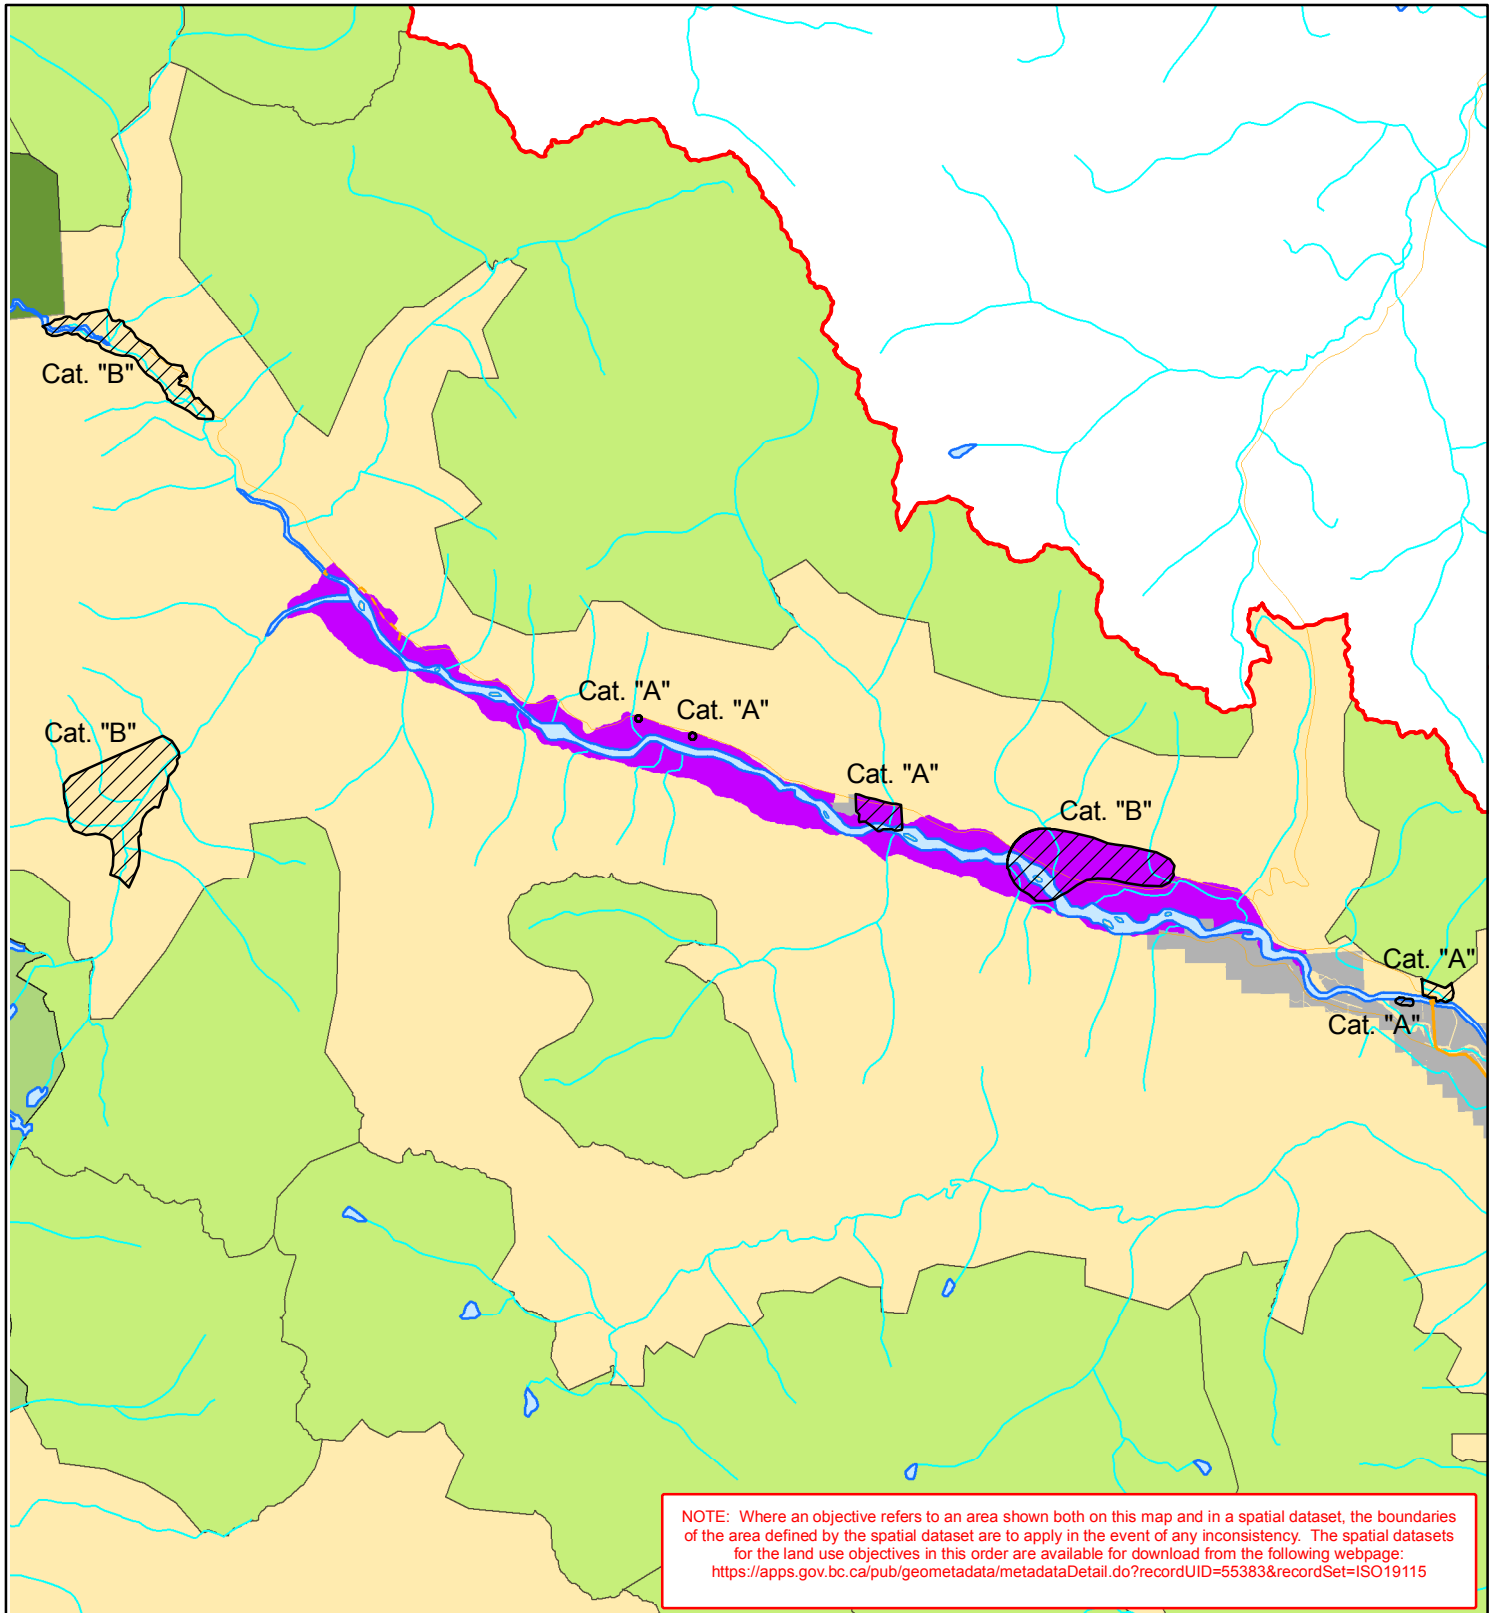 Cat. "B"
Cat. "A"
Cat. "A"
Cat. "B"
Cat. "A"
Cat. "B"
Cat. "A"
Cat. "A"
NOTE: Where an objective refers to an area shown both on this map and in a spatial dataset, the boundaries
of the area defined by the spatial dataset are to apply in the event of any inconsistency. The spatial datasets
for the land use objectives in this order are available for download from the following webpage:
https://apps.gov.bc.ca/pub/geometadata/metadataDetail.do?recordUID=55383&recordSet=ISO19115